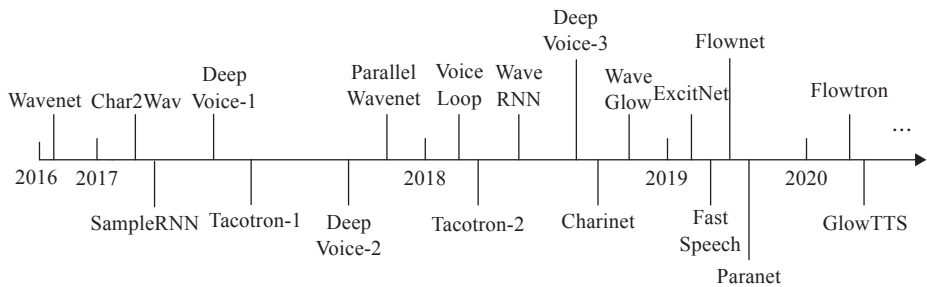 Deep
Voice-3
Flownet
Deep
Voice-1
Parallel
Wavenet
Voice
Loop
Wave
RNN
Wave
Glow
Wavenet
Char2Wav
ExcitNet
Flowtron
...
2016
2017
2018
2019
2020
SampleRNN
Tacotron-1
Deep
Voice-2
Tacotron-2
Charinet
Fast
Speech
GlowTTS
Paranet